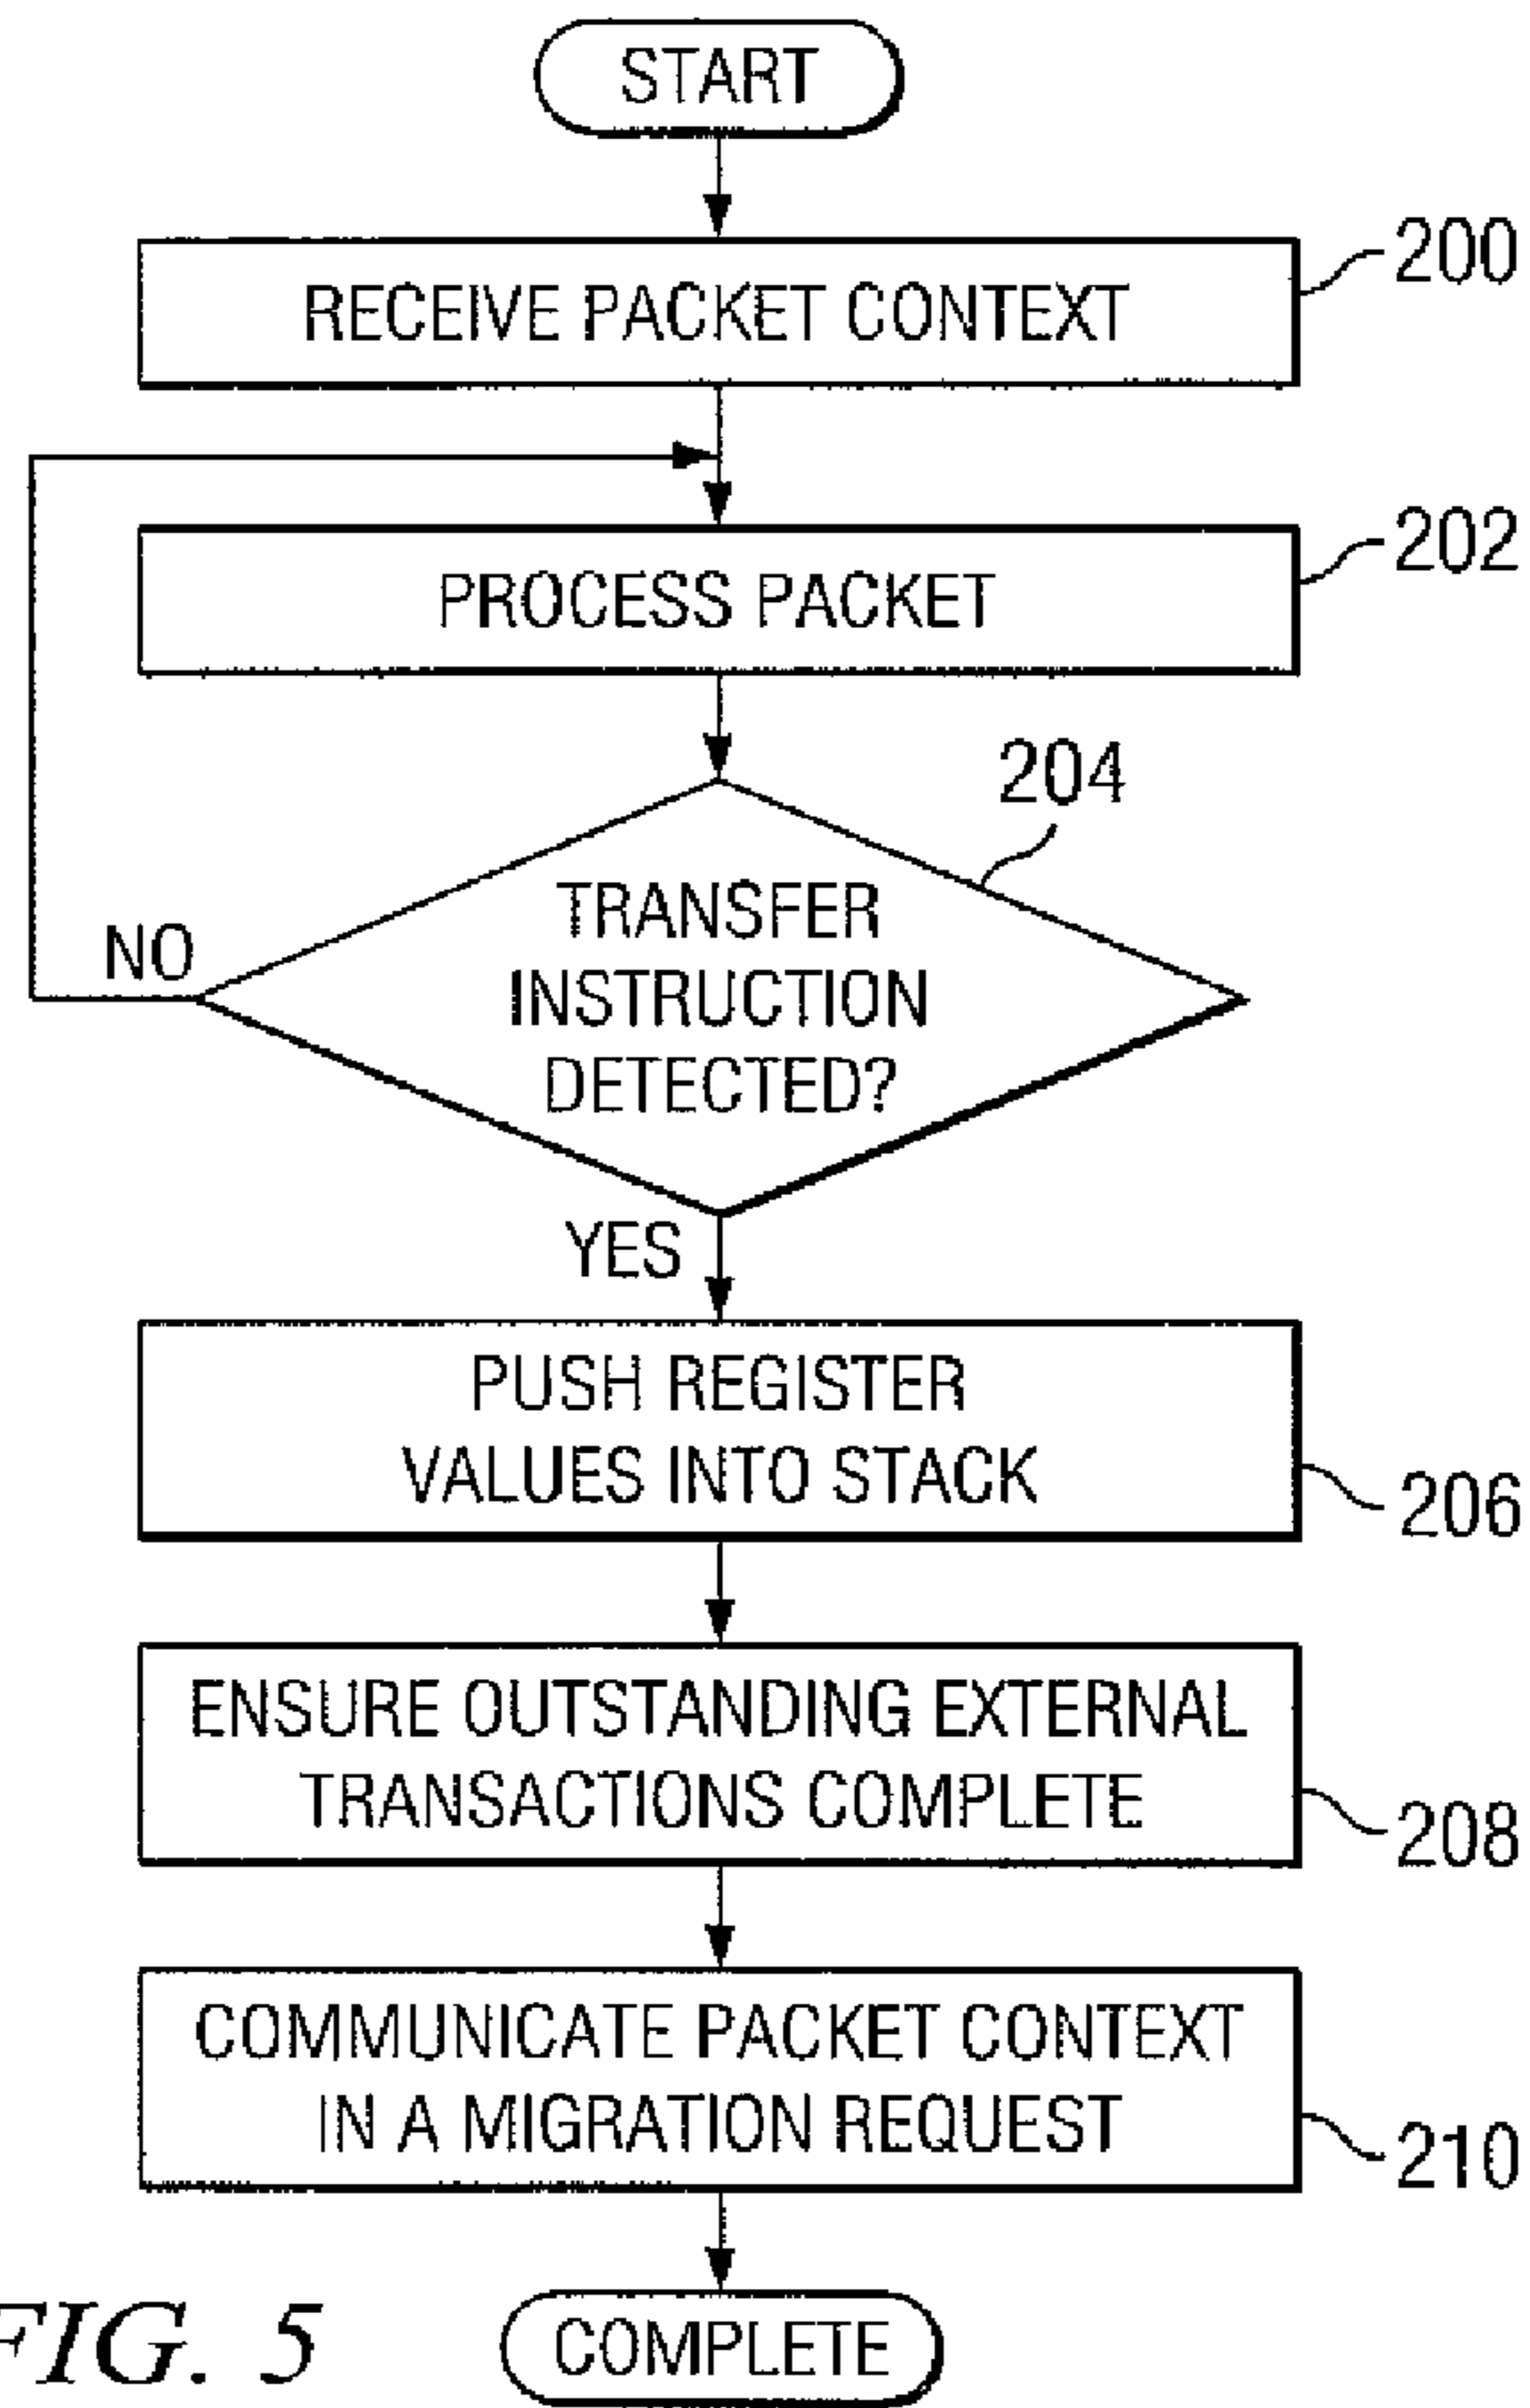 START
RECEIVE PACKET CONTEXT
200
PROCESS PACKET
202
204
TRANSFER
INSTRUCTION
DETECTED?
NO
YES
PUSH REGISTER
VALUES INTO STACK
206
ENSURE OUTSTANDING EXTERNAL
TRANSACTIONS COMPLETE
208
COMMUNICATE PACKET CONTEXT
IN A MIGRATION REQUEST
210
COMPLETE
FIG. 5